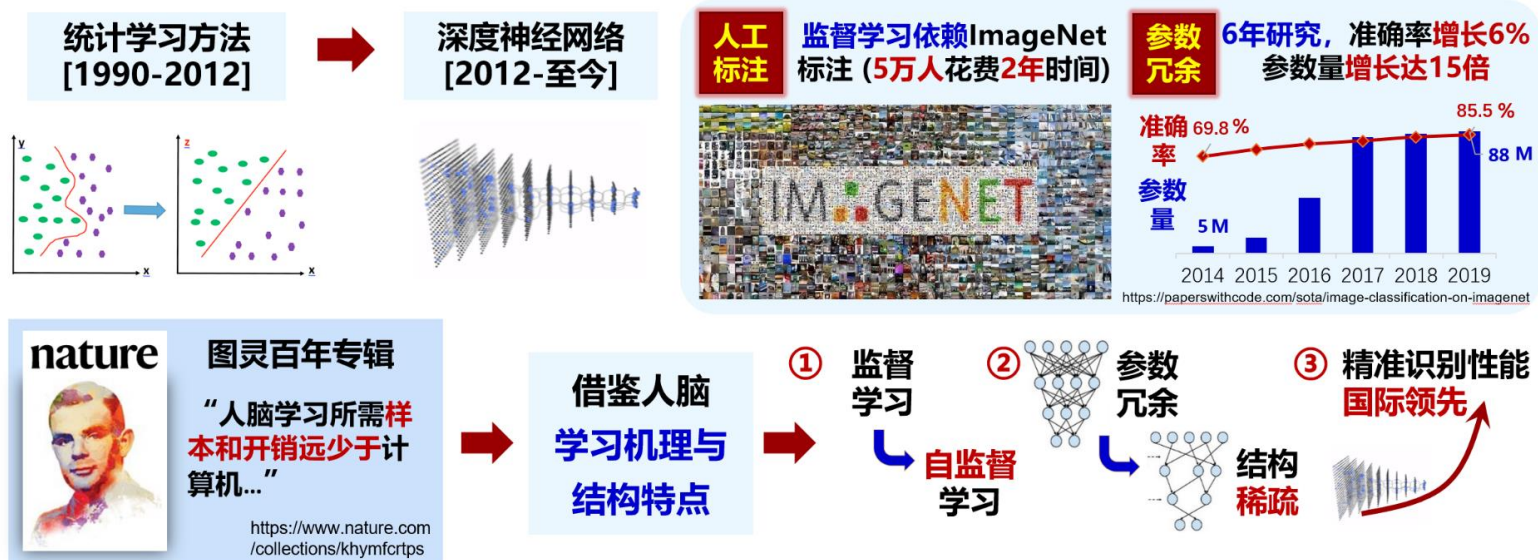 统计学习方法
[1990-2012]
深度神经网络
[2012-至今]
人工
标注
监督学习依赖ImageNet
标注 (5万人花费2年时间)
参数
冗余
6年研究，准确率增长6%
参数量增长达15倍
y
x
z
x
IMAGENET
准确
率
69.8 %
85.5 %
88 M
参数
量
5 M
2014 2015 2016 2017 2018 2019
https://paperswithcode.com/sota/image-classification-on-imagenet
nature
图灵百年专辑
“人脑学习所需样
本和开销远少于计
算机...”
https://www.nature.com
/collections/khymfcrtps
借鉴人脑
学习机理与
结构特点
① 监督
学习
自监督
学习
② 参数
冗余
结构
稀疏
③ 精准识别性能
国际领先